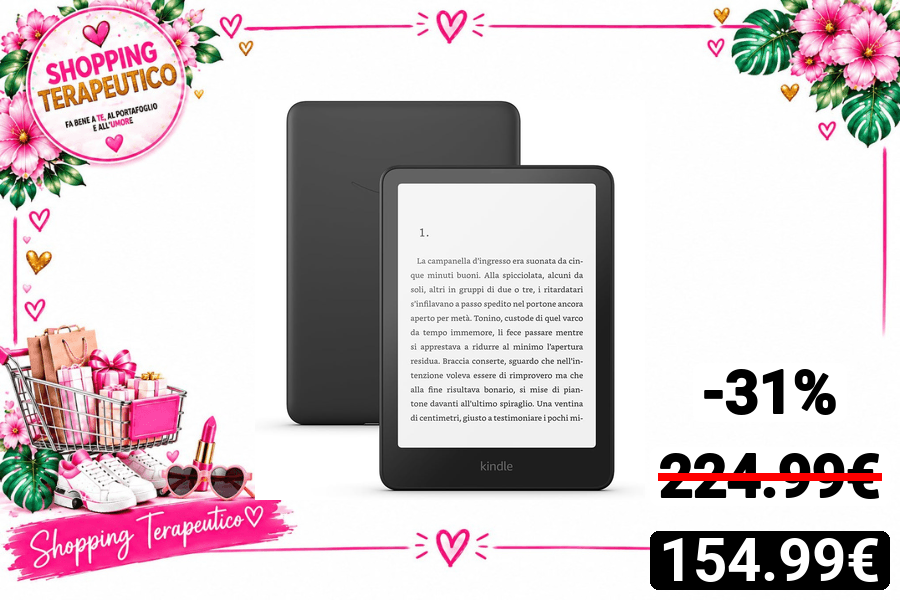 SHOPPING
TERAPEUTICO
FA BENE A TE, AL PORTAFOGLIO
E ALL'UMORE
1.
La campanella d'ingresso era suonata da cin-
que minuti buoni. Alla spicciolata, alcuni da
soli, altri in gruppi di due o tre, i ritardatari
s'infilavano a passo spedito nel portone ancora
aperto per metà. Tonino, custode di quel varco
da tempo immemore, li fece passare mentre
si apprestava a ridurre al minimo l'apertura
residua. Braccia conserte, sguardo che nell'in-
tenzione voleva essere di rimprovero ma che
alla fine risultava bonario, si mise di pian-
tone davanti all'ultimo spiraglio. Una ventina
di centimetri, giusto a testimoniare i pochi mi-
kindle
-31%
224.99€
154.99€
Shopping Terapeutico